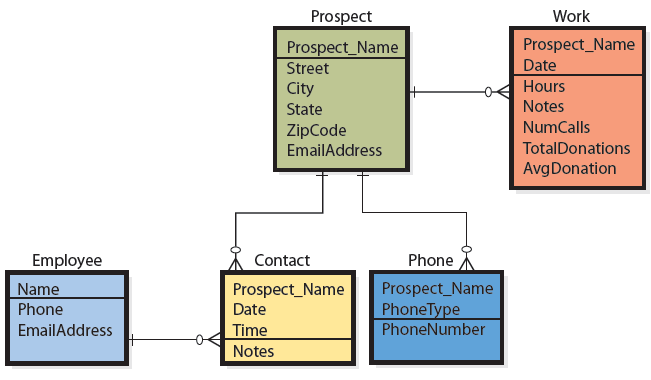 Prospect
Prospect_Name
Street
City
State
ZipCode
EmailAddress
Work
Prospect_Name
Date
Hours
Notes
NumCalls
TotalDonations
AvgDonation
Employee
Name
Phone
EmailAddress
Contact
Prospect_Name
Date
Time
Notes
Phone
Prospect_Name
PhoneType
PhoneNumber